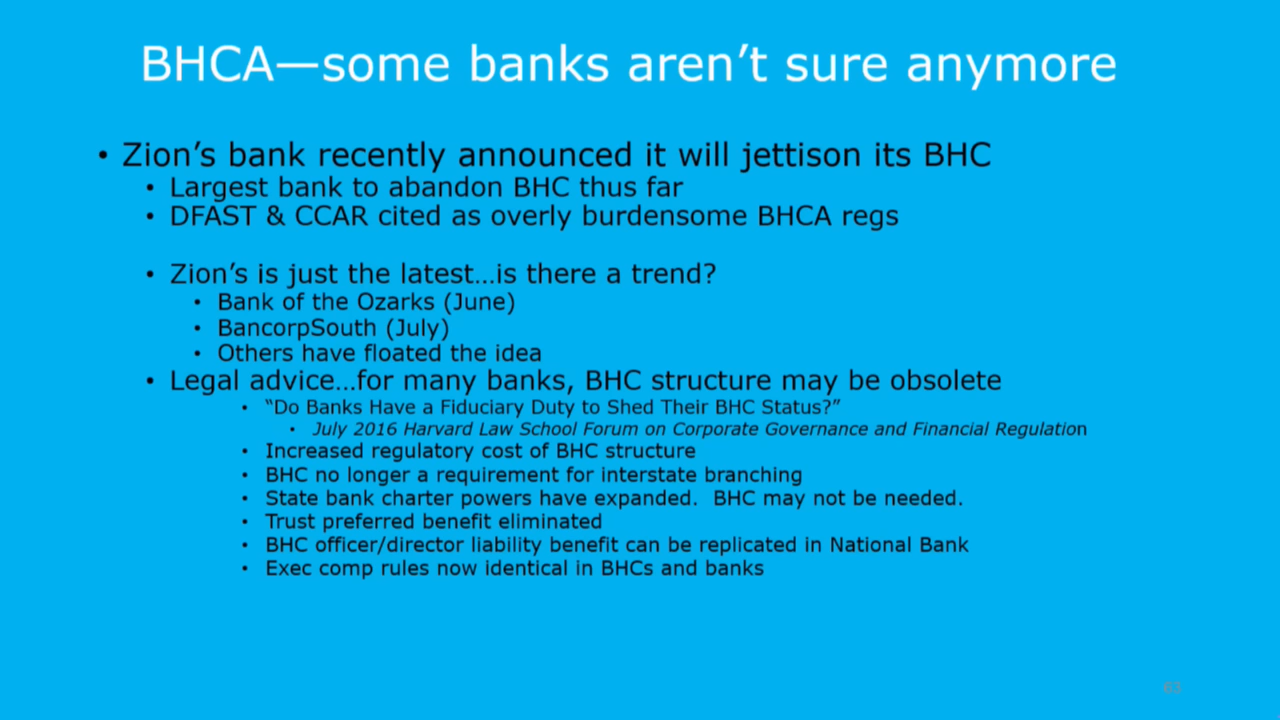 BHCA—some banks aren’t sure anymore
• Zion’s bank recently announced it will jettison its BHC
• Largest bank to abandon BHC thus far
• DFAST & CCAR cited as overly burdensome BHCA regs
• Zion’s is just the latest…is there a trend?
• Bank of the Ozarks (June)
• BancorpSouth (July)
• Others have floated the idea
• Legal advice…for many banks, BHC structure may be obsolete
• “Do Banks Have a Fiduciary Duty to Shed Their BHC Status?”
• July 2016 Harvard Law School Forum on Corporate Governance and Financial Regulation
• Increased regulatory cost of BHC structure
• BHC no longer a requirement for interstate branching
• State bank charter powers have expanded.  BHC may not be needed.
• Trust preferred benefit eliminated
• BHC officer/director liability benefit can be replicated in National Bank
• Exec comp rules now identical in BHCs and banks
63